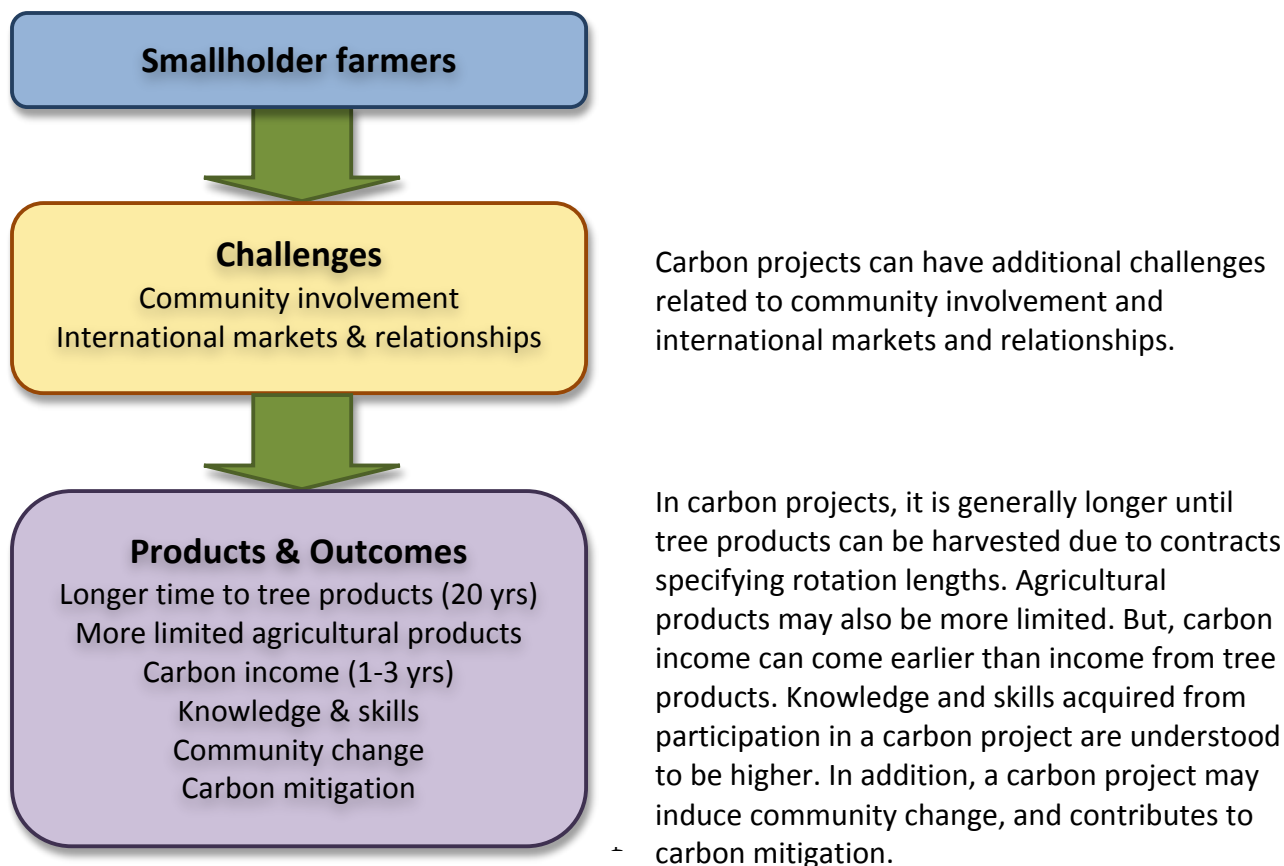 Smallholder farmers
Challenges
Community involvement
International markets & relationships
Carbon projects can have additional challenges
related to community involvement and
international markets and relationships.
Products & Outcomes
Longer time to tree products (20 yrs)
More limited agricultural products
Carbon income (1-3 yrs)
Knowledge & skills
Community change
Carbon mitigation
In carbon projects, it is generally longer until
tree products can be harvested due to contracts
specifying rotation lengths. Agricultural
products may also be more limited. But, carbon
income can come earlier than income from tree
products. Knowledge and skills acquired from
participation in a carbon project are understood
to be higher. In addition, a carbon project may
induce community change, and contributes to
carbon mitigation.